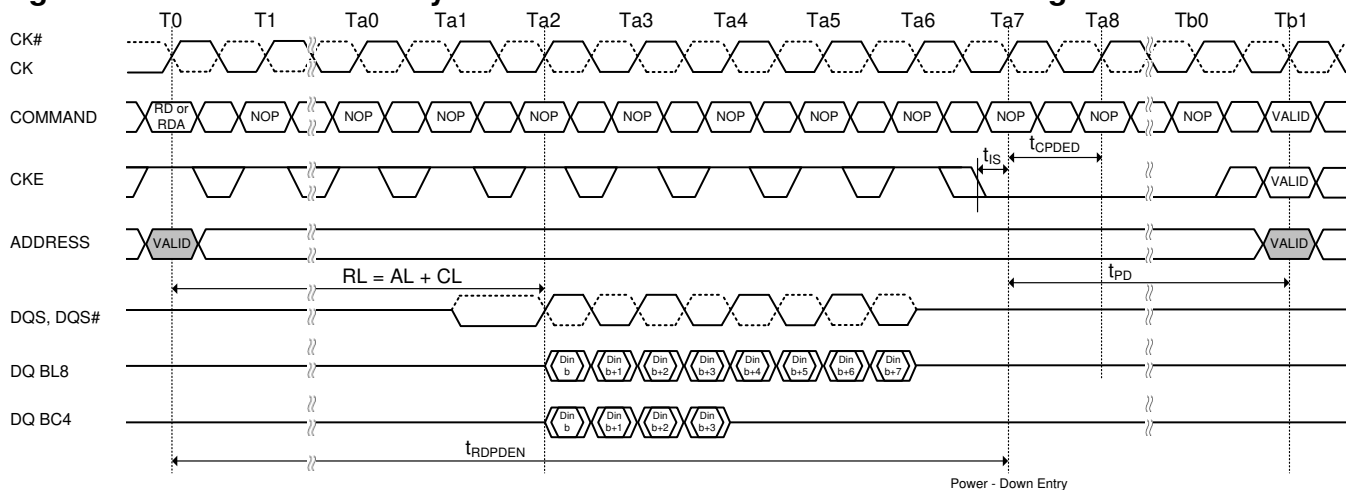 T0 T1 Ta0 Ta1 Ta2 Ta3 Ta4 Ta5 Ta6 Ta7 Ta8 Tb0 Tb1
CK#
CK
COMMAND RD or RDA NOP NOP NOP NOP NOP NOP NOP NOP NOP NOP NOP VALID
tIS tCPDED
CKE VALID
ADDRESS VALID VALID
RL = AL + CL tPD
DQS, DQS#
DQ BL8 Din b Din b+1 Din b+2 Din b+3 Din b+4 Din b+5 Din b+6 Din b+7
DQ BC4 Din b Din b+1 Din b+2 Din b+3
tRDPDEN
Power - Down Entry